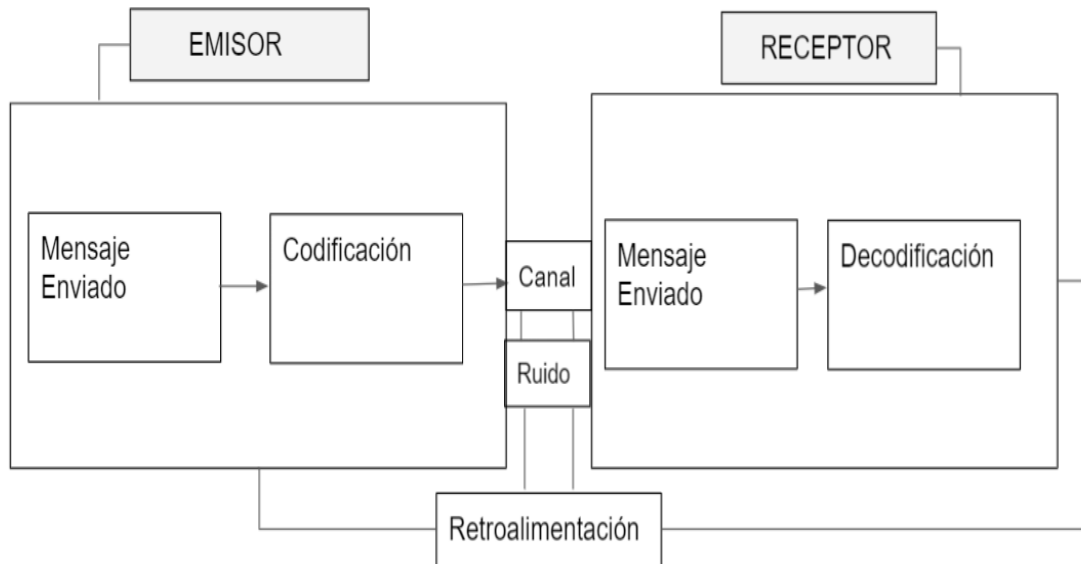 EMISOR
RECEPTOR
Mensaje
Enviado
Codificación
Canal
Ruido
Mensaje
Enviado
Decodificación
Retroalimentación